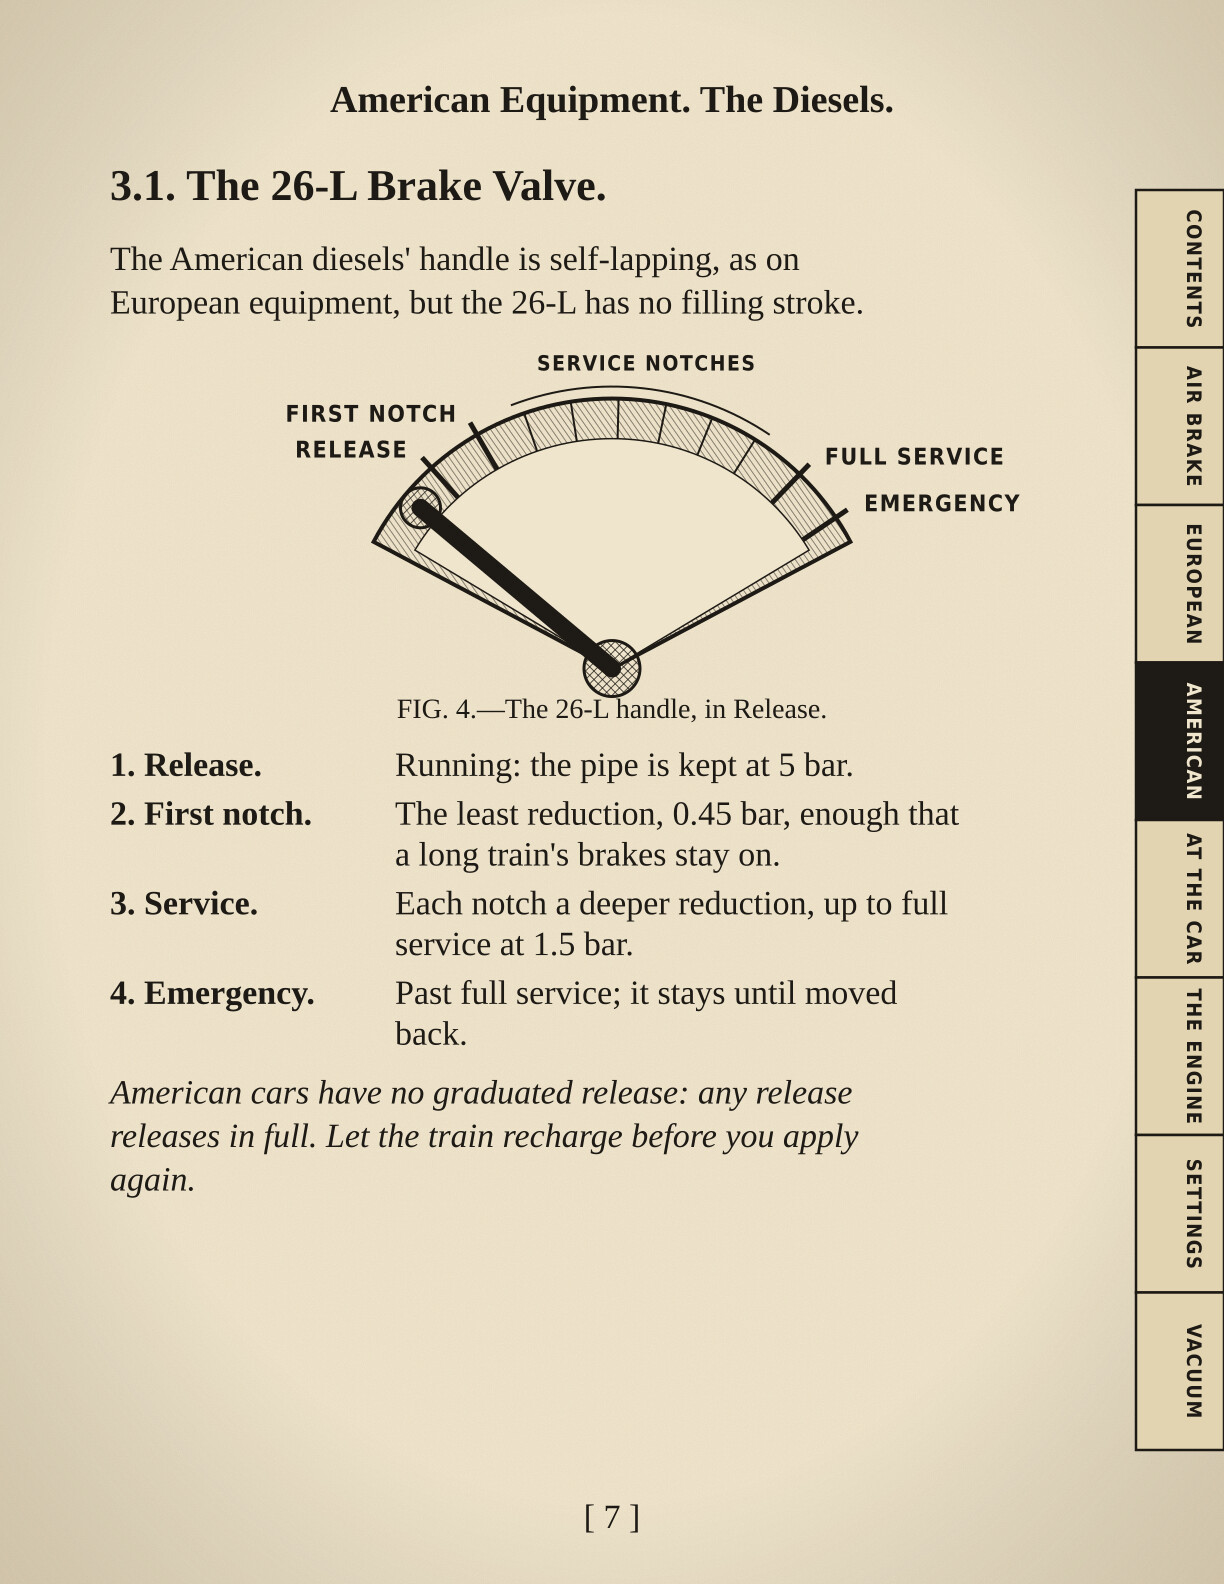 American Equipment. The Diesels.
3.1. The 26-L Brake Valve.
The American diesels' handle is self-lapping, as on
European equipment, but the 26-L has no filling stroke.
SERVICE NOTCHES
FIRST NOTCH
RELEASE
FULL SERVICE
EMERGENCY
FIG. 4.—The 26-L handle, in Release.
1. Release. Running: the pipe is kept at 5 bar.
2. First notch. The least reduction, 0.45 bar, enough that
a long train's brakes stay on.
3. Service. Each notch a deeper reduction, up to full
service at 1.5 bar.
4. Emergency. Past full service; it stays until moved
back.
American cars have no graduated release: any release
releases in full. Let the train recharge before you apply
again.
[ 7 ]
CONTENTS
AIR BRAKE
EUROPEAN
AMERICAN
AT THE CAR
THE ENGINE
SETTINGS
VACUUM